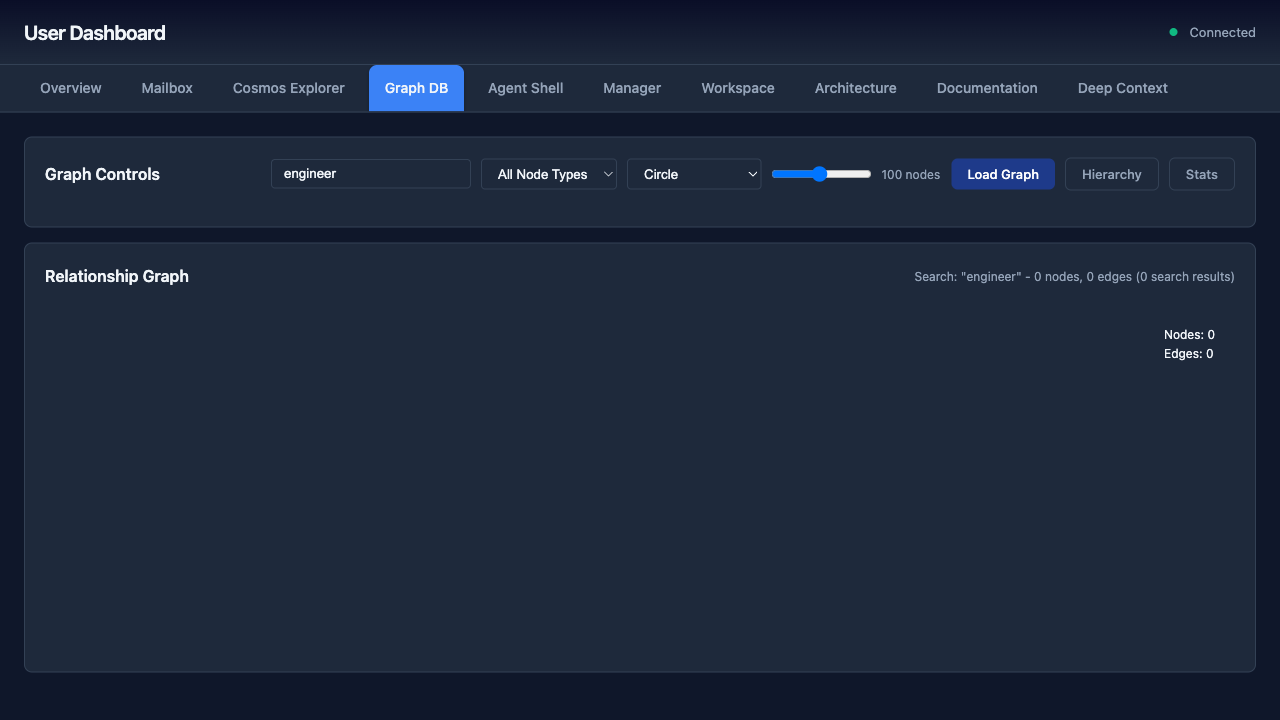 User Dashboard
Connected
Overview Mailbox Cosmos Explorer Graph DB Agent Shell Manager Workspace Architecture Documentation Deep Context
Graph Controls engineer All Node Types Circle 100 nodes Load Graph Hierarchy Stats
Relationship Graph Search: "engineer" - 0 nodes, 0 edges (0 search results)
Nodes: 0
Edges: 0